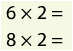 6 × 2 =
8 × 2 =